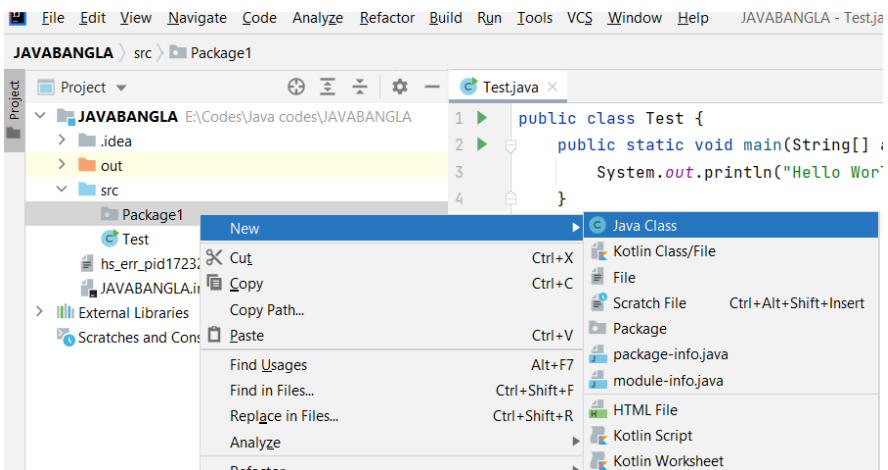 File Edit View Navigate Code Analyze Refactor Build Run Tools VCS Window Help JAVABANGLA - Test.ja
JAVABANGLA src Package1
Project
Project
JAVABANGLA E:\Codes\Java codes\JAVABANGLA
.idea
out
src
Package1
Test
hs_err_pid1723
JAVABANGLA.i
External Libraries
Scratches and Con
Test.java
1 public class Test {
2 public static void main(String[] a
3 System.out.println("Hello Wor
4 }
New
Cut Ctrl+X
Copy Ctrl+C
Copy Path...
Paste Ctrl+V
Find Usages Alt+F7
Find in Files... Ctrl+Shift+F
Replace in Files... Ctrl+Shift+R
Analyze
Refactor
Java Class
Kotlin Class/File
File
Scratch File Ctrl+Alt+Shift+Insert
Package
package-info.java
module-info.java
HTML File
Kotlin Script
Kotlin Worksheet